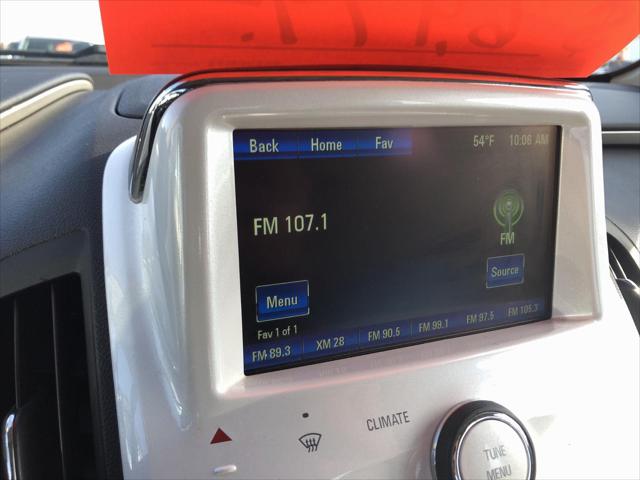 Back Home Fav 54°F 10:06 AM
FM 107.1
FM
Menu Source
Fav 1 of 1
FM 89.3 XM 28 FM 90.5 FM 99.1 FM 97.5 FM 105.3
CLIMATE
TUNE
MENU